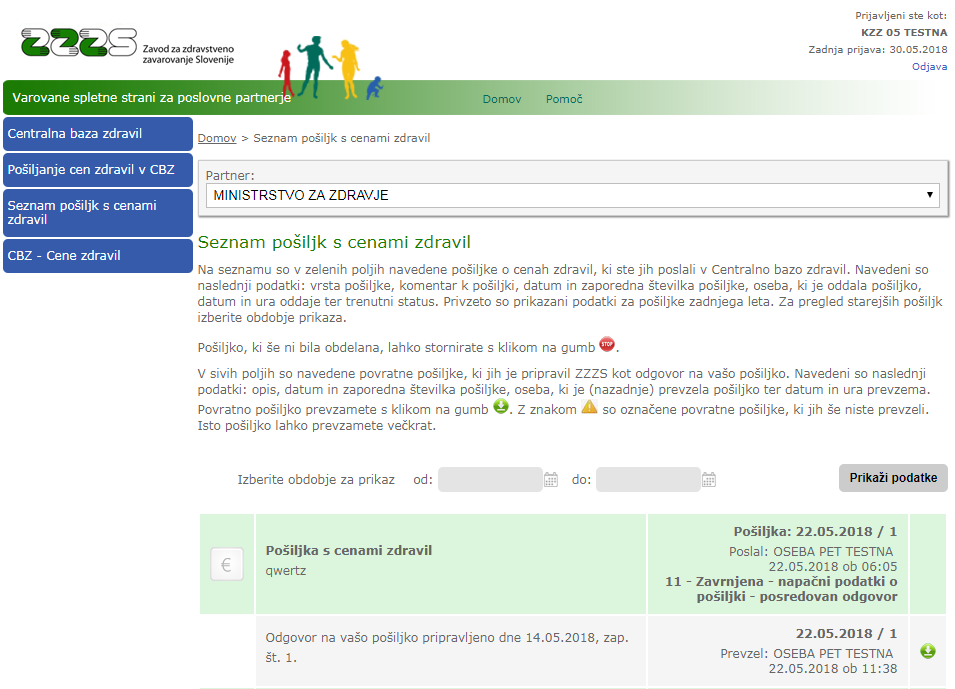 ZZZS
Zavod za zdravstveno
zavarovanje Slovenije
Prijavljeni ste kot:
KZZ 05 TESTNA
Zadnja prijava: 30.05.2018
Odjava
Varovane spletne strani za poslovne partnerje
Domov Pomoč
Centralna baza zdravil
Pošiljanje cen zdravil v CBZ
Seznam pošiljk s cenami
zdravil
CBZ - Cene zdravil
Domov > Seznam pošiljk s cenami zdravil
Partner:
MINISTRSTVO ZA ZDRAVJE
Seznam pošiljk s cenami zdravil
Na seznamu so v zelenih poljih navedene pošiljke o cenah zdravil, ki ste jih poslali v Centralno bazo zdravil. Navedeni so
naslednji podatki: vrsta pošiljke, komentar k pošiljki, datum in zaporedna številka pošiljke, oseba, ki je oddala pošiljko,
datum in ura oddaje ter trenutni status. Privzeto so prikazani podatki za pošiljke zadnjega leta. Za pregled starejših pošiljk
izberite obdobje prikaza.
Pošiljko, ki še ni bila obdelana, lahko stornirate s klikom na gumb STOP.
V sivih poljih so navedene povratne pošiljke, ki jih je pripravil ZZZS kot odgovor na vašo pošiljko. Navedeni so naslednji
podatki: opis, datum in zaporedna številka pošiljke, oseba, ki je (nazadnje) prevzela pošiljko ter datum in ura prevzema.
Povratno pošiljko prevzamete s klikom na gumb . Z znakom so označene povratne pošiljke, ki jih še niste prevzeli.
Isto pošiljko lahko prevzamete večkrat.
Izberite obdobje za prikaz od: do: Prikaži podatke
€
Pošiljka s cenami zdravil
qwertz
Pošiljka: 22.05.2018 / 1
Poslal: OSEBA PET TESTNA
22.05.2018 ob 06:05
11 - Zavrnjena - napačni podatki o
pošiljki - posredovan odgovor
Odgovor na vašo pošiljko pripravljeno dne 14.05.2018, zap.
št. 1.
22.05.2018 / 1
Prevzel: OSEBA PET TESTNA
22.05.2018 ob 11:38